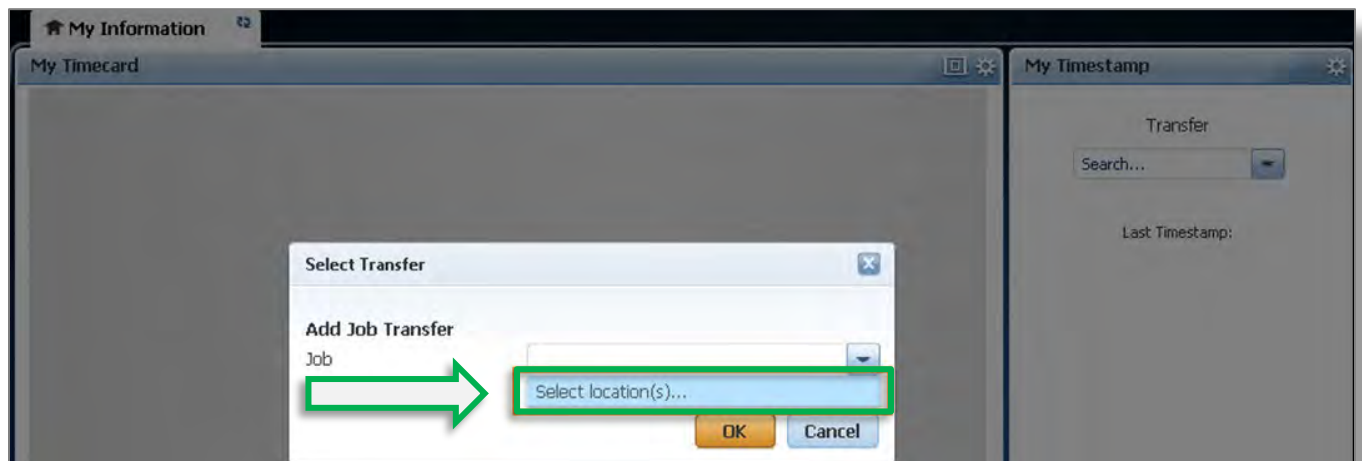 My Information
My Timecard
My Timestamp
Transfer
Search...
Last Timestamp:
Select Transfer
Add Job Transfer
Job
Select location(s)...
OK Cancel